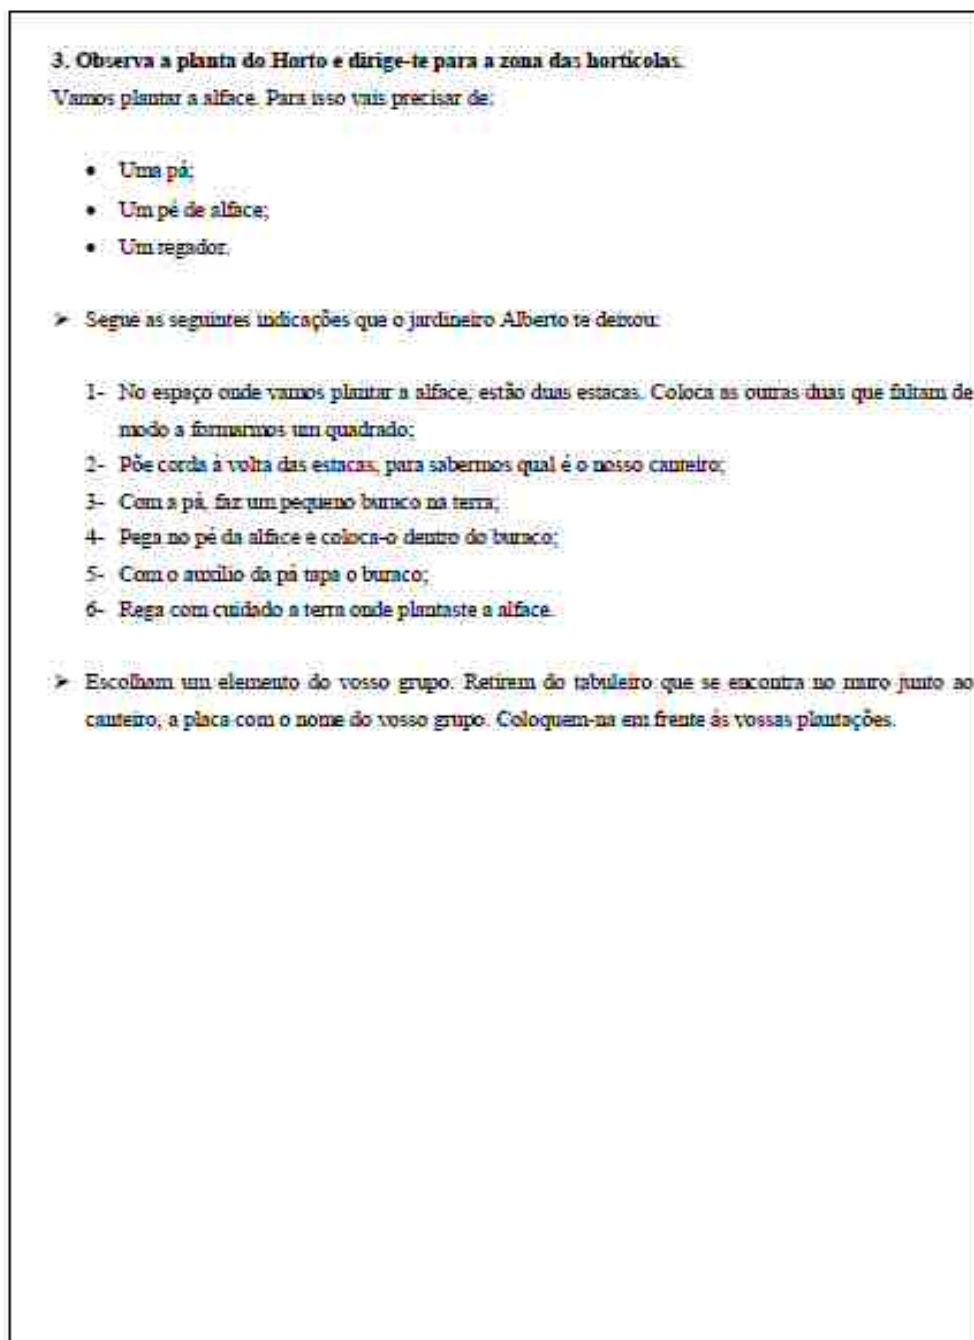 3. Observa a planta do Horto e dirige-te para a zona das hortícolas.
Vamos plantar a alface. Para isso vais precisar de:
• Uma pá;
• Um pé de alface;
• Um regador.
➢ Segue as seguintes indicações que o jardineiro Alberto te deixou:
1- No espaço onde vamos plantar a alface, estão duas estacas. Coloca as outras duas que faltam de
modo a formarmos um quadrado;
2- Põe corda à volta das estacas, para sabermos qual é o nosso canteiro;
3- Com a pá, faz um pequeno buraco na terra;
4- Pega no pé da alface e coloca-o dentro do buraco;
5- Com o auxílio da pá tapa o buraco;
6- Rega com cuidado a terra onde plantaste a alface.
➢ Escolham um elemento do vosso grupo. Retirem do tabuleiro que se encontra no muro junto ao
canteiro, a placa com o nome do vosso grupo. Coloquem-na em frente às vossas plantações.